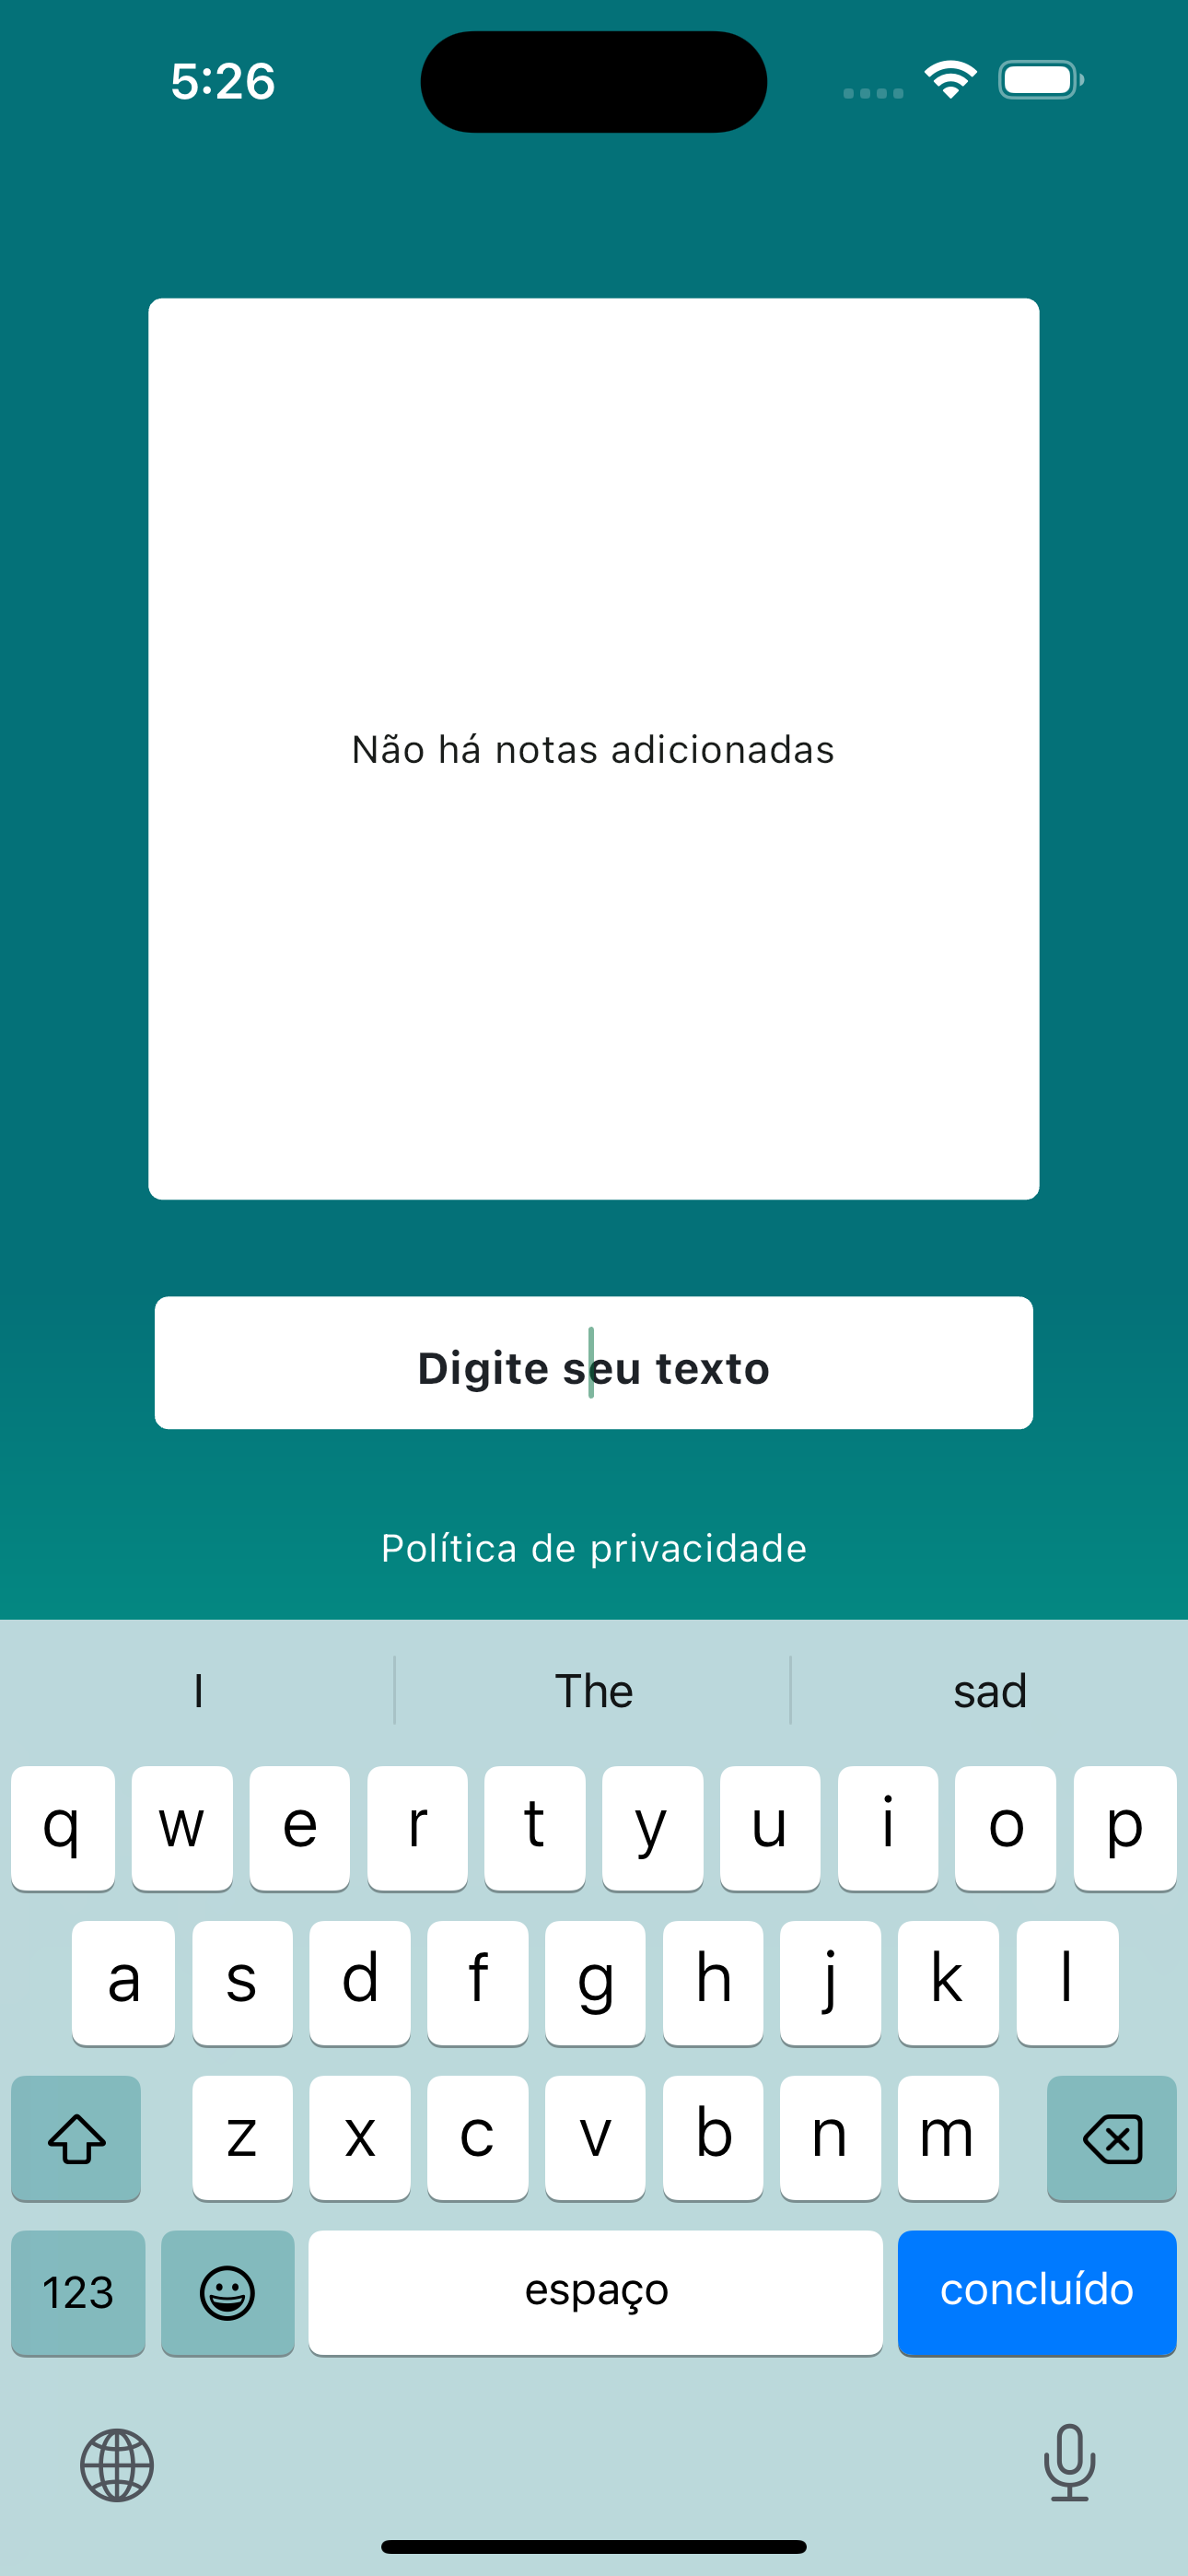 5:26
Não há notas adicionadas
Digite seu texto
Política de privacidade
I The sad
q w e r t y u i o p
a s d f g h j k l
z x c v b n m
123 espaço concluído